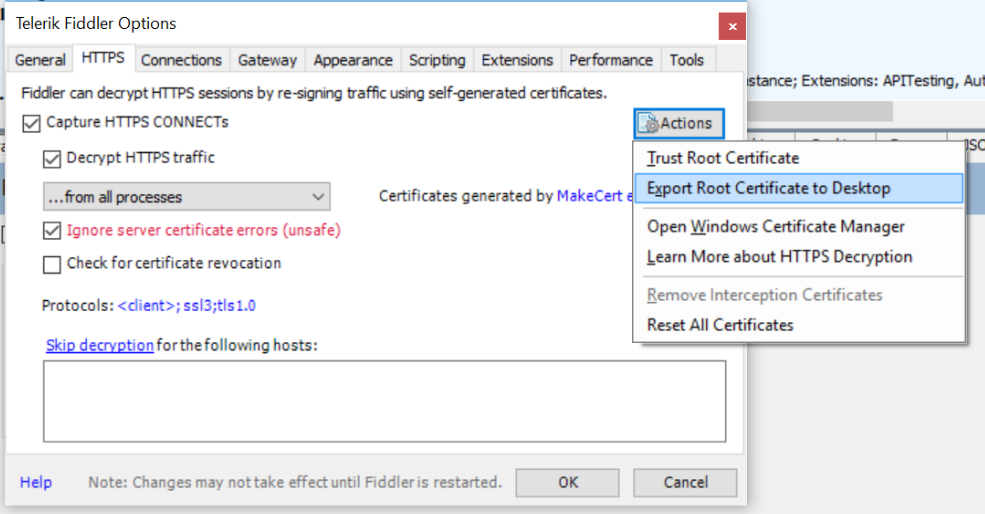 Telerik Fiddler Options
General HTTPS Connections Gateway Appearance Scripting Extensions Performance Tools
stance; Extensions: APITesting, Aut
Fiddler can decrypt HTTPS sessions by re-signing traffic using self-generated certificates.
Capture HTTPS CONNECTs
Actions
Decrypt HTTPS traffic
Trust Root Certificate
...from all processes
Certificates generated by MakeCert e
Export Root Certificate to Desktop
Ignore server certificate errors (unsafe)
Open Windows Certificate Manager
Check for certificate revocation
Learn More about HTTPS Decryption
Protocols: <client>; ssl3;tls1.0
Remove Interception Certificates
Reset All Certificates
Skip decryption for the following hosts:
Help
Note: Changes may not take effect until Fiddler is restarted.
OK
Cancel